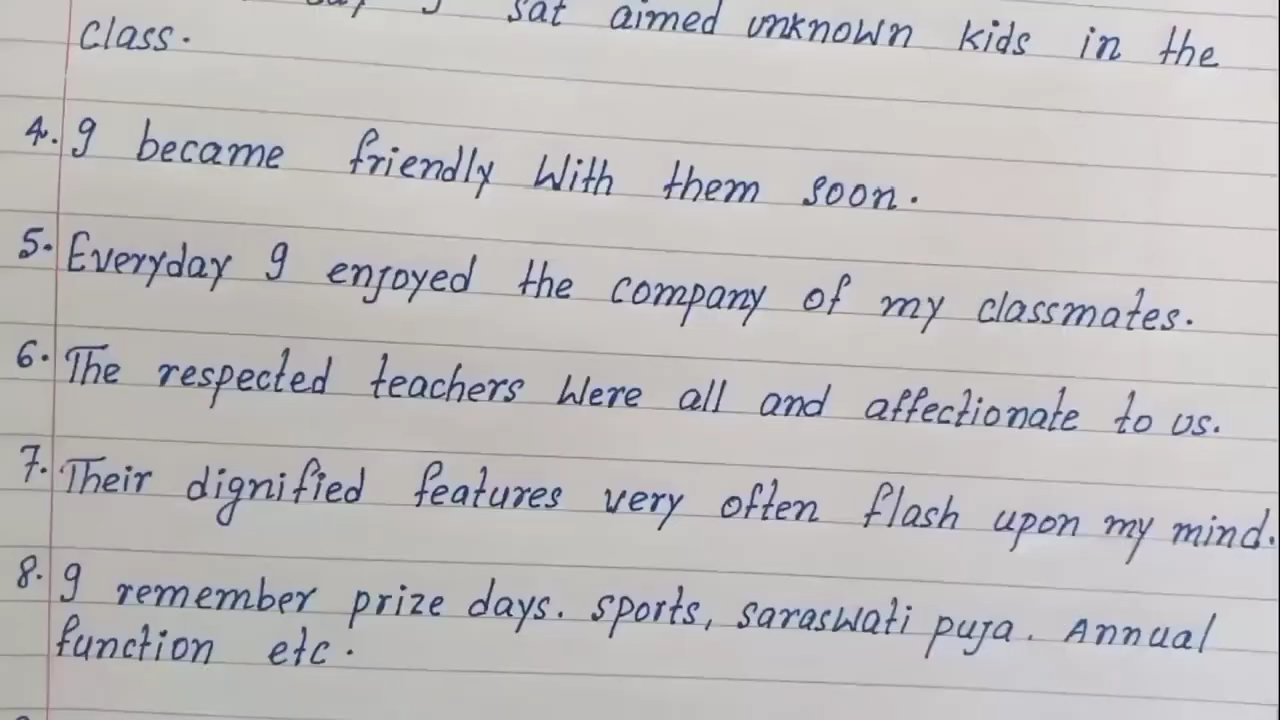 sat aimed unknown kids in the
class.
4. I became friendly With them soon.
5. Everyday I enjoyed the company of my classmates.
6. The respected teachers Were all and affectionate to us.
7. Their dignified features very often flash upon my mind.
8. I remember prize days. sports, saraswati puja. Annual
function etc.